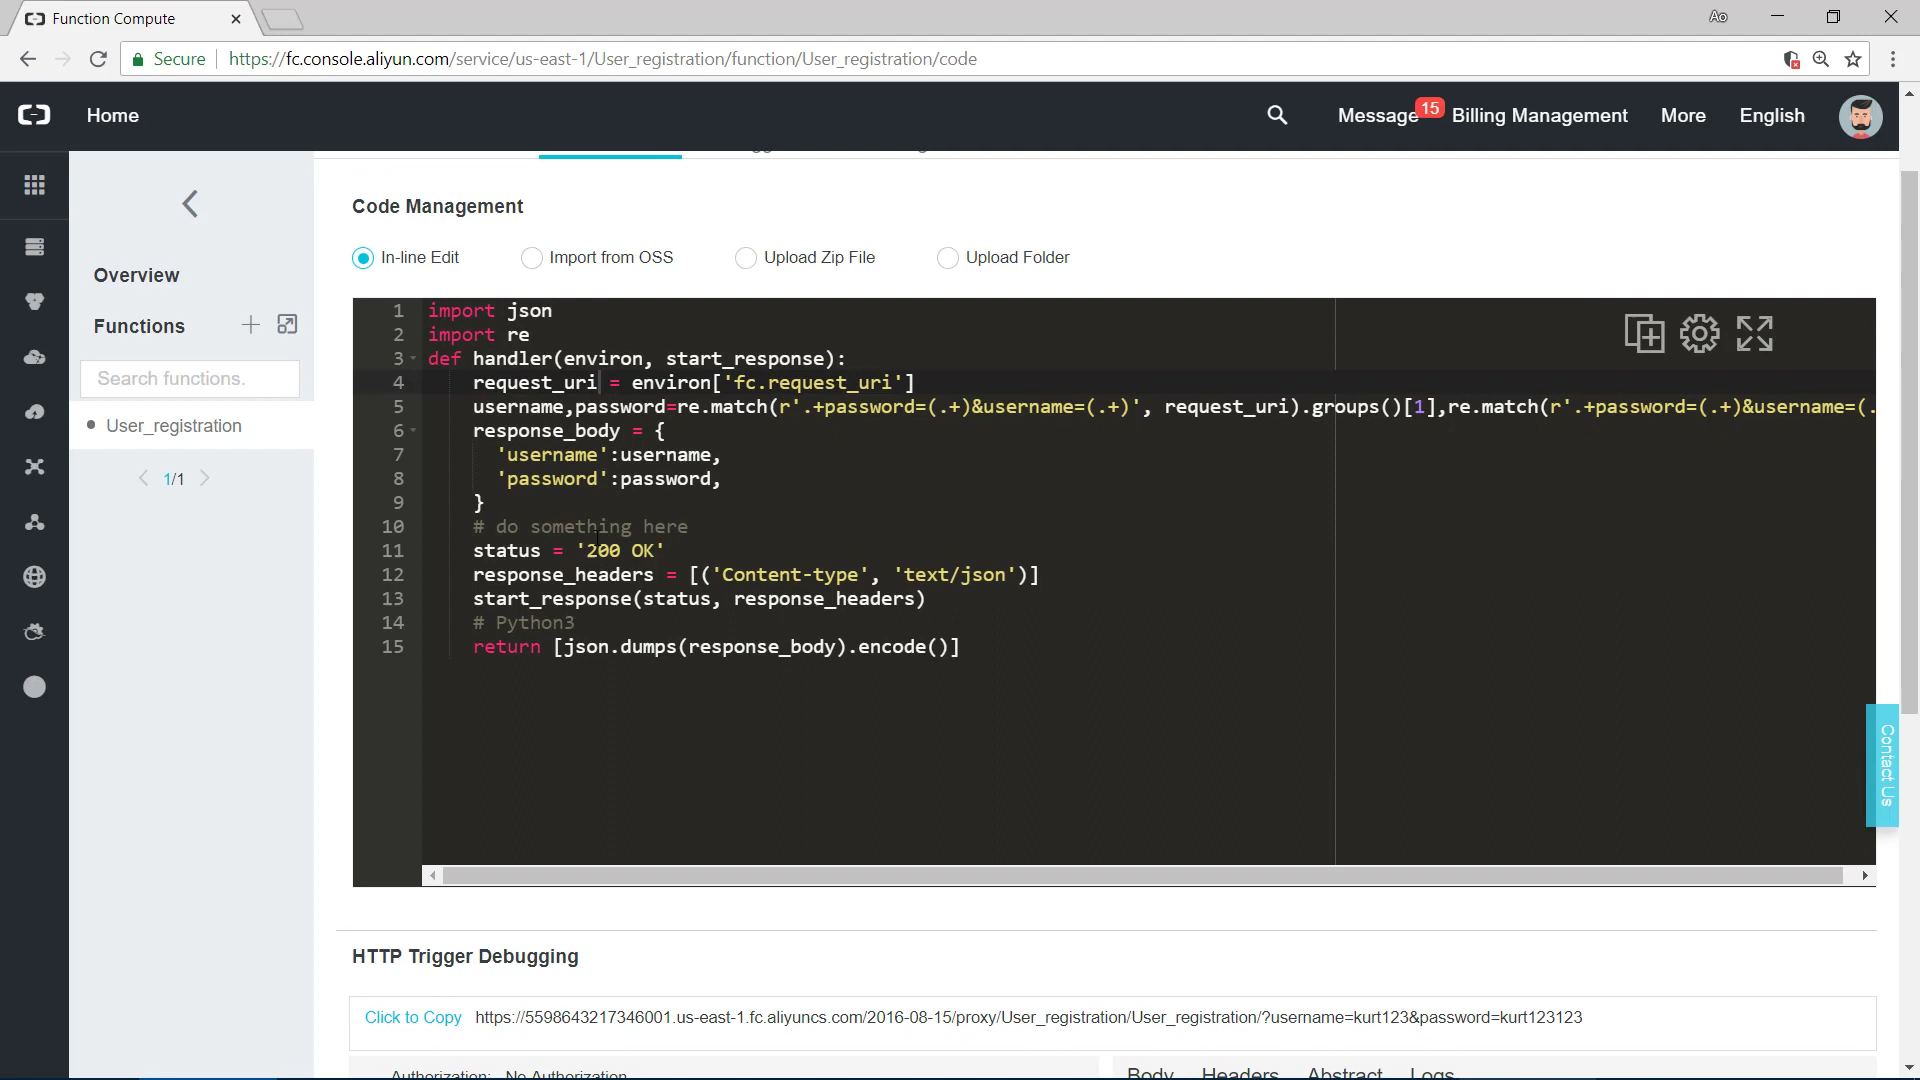 Function Compute
Ao
Secure
https://fc.console.aliyun.com/service/us-east-1/User_registration/function/User_registration/code
Home
Message 15 Billing Management More English
Overview
Functions
Search functions.
User_registration
1/1
Code Management
In-line Edit Import from OSS Upload Zip File Upload Folder
1 import json
2 import re
3 def handler(environ, start_response):
4 request_uri = environ['fc.request_uri']
5 username,password=re.match(r'.+password=(.+)&username=(.+)', request_uri).groups()[1],re.match(r'.+password=(.+)&username=(.
6 response_body = {
7 'username':username,
8 'password':password,
9 }
10 # do something here
11 status = '200 OK'
12 response_headers = [('Content-type', 'text/json')]
13 start_response(status, response_headers)
14 # Python3
15 return [json.dumps(response_body).encode()]
Contact Us
HTTP Trigger Debugging
Click to Copy https://5598643217346001.us-east-1.fc.aliyuncs.com/2016-08-15/proxy/User_registration/User_registration/?username=kurt123&password=kurt123123
Authorization: No Authorization
Body Headers Abstract Logs